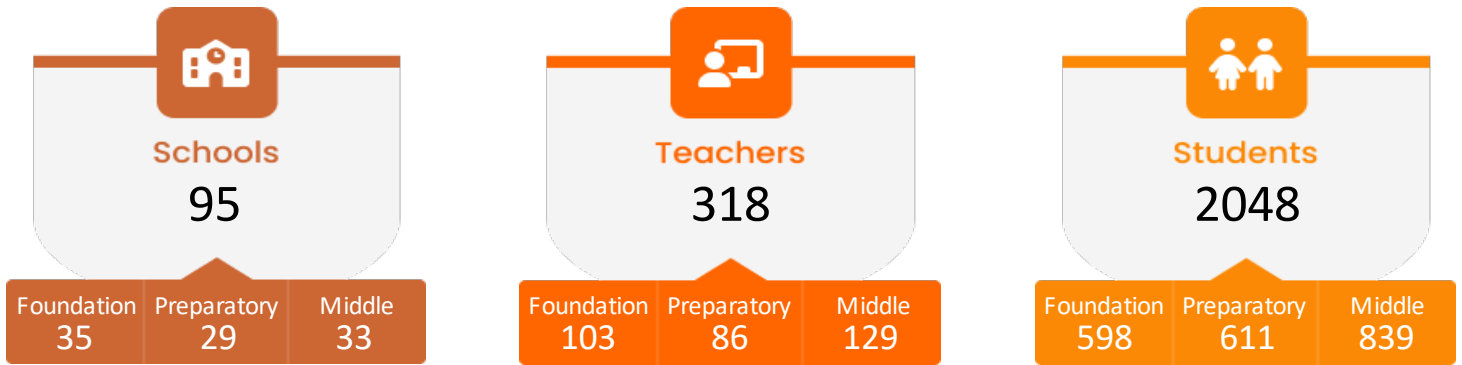 Schools
95
Foundation Preparatory Middle
35 29 33
Teachers
318
Foundation Preparatory Middle
103 86 129
Students
2048
Foundation Preparatory Middle
598 611 839